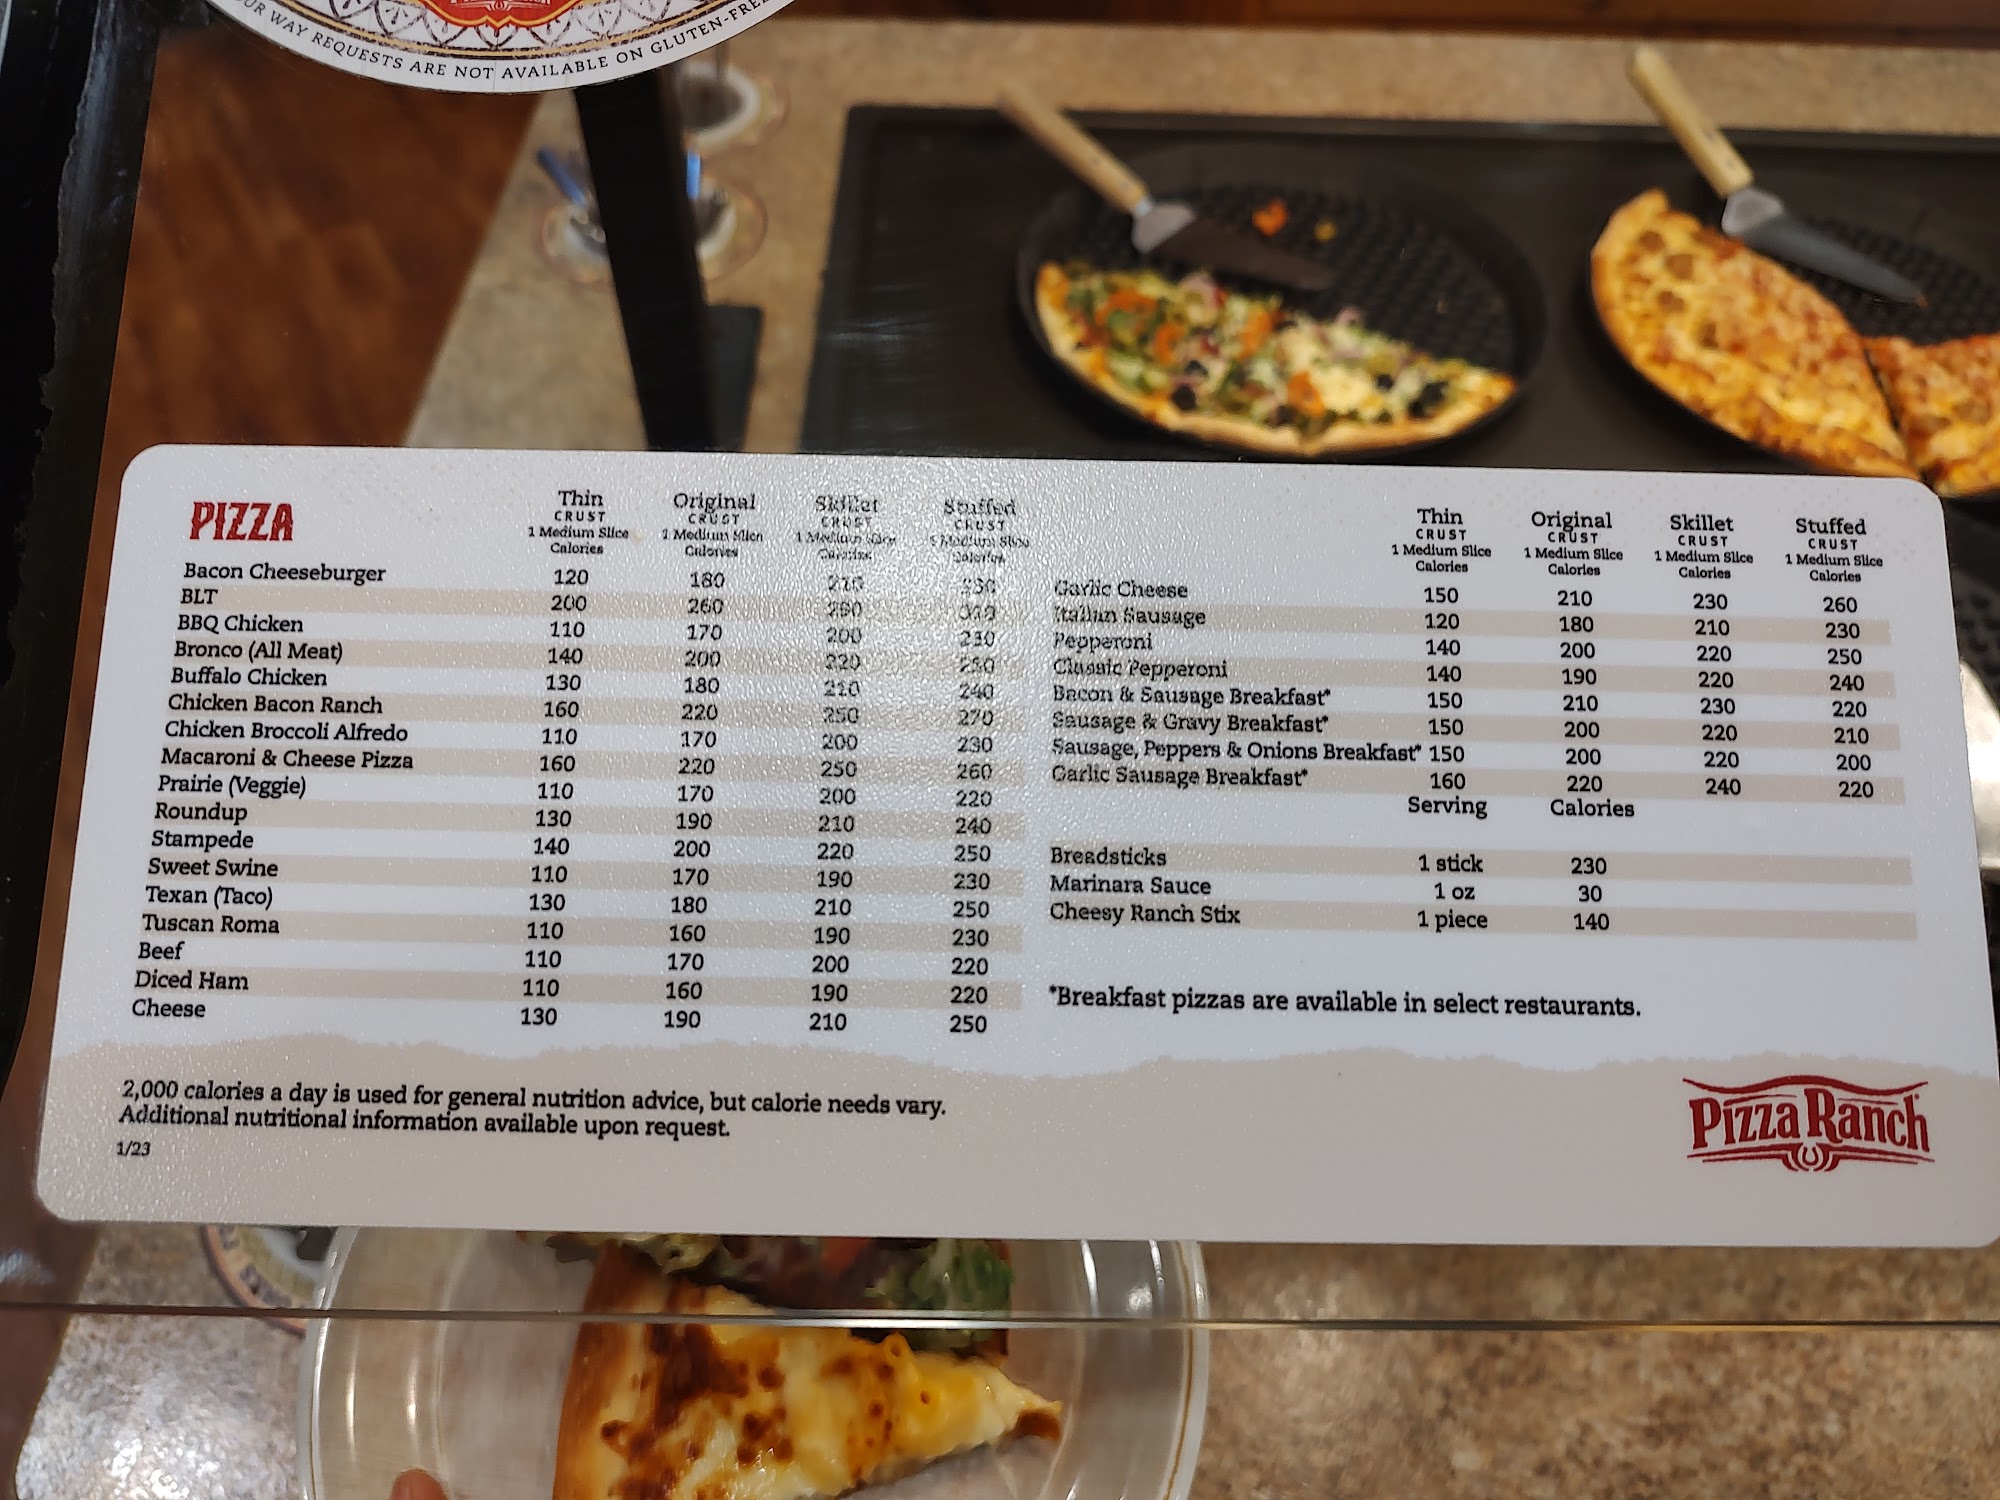 OUR WAY REQUESTS ARE NOT AVAILABLE ON GLUTEN-FREE
PIZZA
Thin Original Skillet Stuffed
CRUST CRUST CRUST CRUST
1 Medium Slice 1 Medium Slice 1 Medium Slice 1 Medium Slice
Calories Calories Calories Calories
Bacon Cheeseburger 120 180 210
BLT 200 260
BBQ Chicken 110 170 200 230
Bronco (All Meat) 140 200 220
Buffalo Chicken 130 180 210 240
Chicken Bacon Ranch 160 220 250 270
Chicken Broccoli Alfredo 110 170 200 230
Macaroni & Cheese Pizza 160 220 250 260
Prairie (Veggie) 110 170 200 220
Roundup 130 190 210 240
Stampede 140 200 220 250
Sweet Swine 110 170 190 230
Texan (Taco) 130 180 210 250
Tuscan Roma 110 160 190 230
Beef 110 170 200 220
Diced Ham 110 160 190 220
Cheese 130 190 210 250
Thin Original Skillet Stuffed
CRUST CRUST CRUST CRUST
1 Medium Slice 1 Medium Slice 1 Medium Slice 1 Medium Slice
Calories Calories Calories Calories
Garlic Cheese 150 210 230 260
Italian Sausage 120 180 210 230
Pepperoni 140 200 220 250
Classic Pepperoni 140 190 220 240
Bacon & Sausage Breakfast* 150 210 230 220
Sausage & Gravy Breakfast* 150 200 220 210
Sausage, Peppers & Onions Breakfast* 150 200 220 200
Garlic Sausage Breakfast* 160 220 240 220
Serving Calories
Breadsticks 1 stick 230
Marinara Sauce 1 oz 30
Cheesy Ranch Stix 1 piece 140
*Breakfast pizzas are available in select restaurants.
2,000 calories a day is used for general nutrition advice, but calorie needs vary.
Additional nutritional information available upon request.
1/23
Pizza Ranch